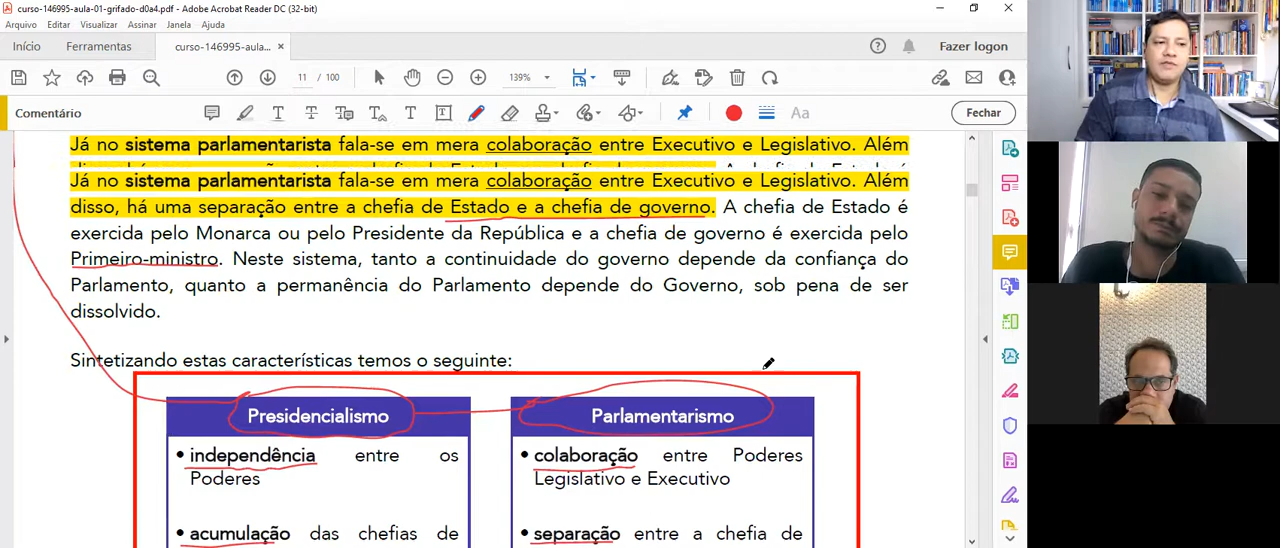 curso-146995-aula-01-grifado-d0a4.pdf - Adobe Acrobat Reader DC (32-bit)
Arquivo Editar Visualizar Assinar Janela Ajuda
Início Ferramentas curso-146995-aula... × Fazer logon
11 / 100 139%
Comentário Aa Fechar
Já no sistema parlamentarista fala-se em mera colaboração entre Executivo e Legislativo. Além
Já no sistema parlamentarista fala-se em mera colaboração entre Executivo e Legislativo. Além
disso, há uma separação entre a chefia de Estado e a chefia de governo. A chefia de Estado é
exercida pelo Monarca ou pelo Presidente da República e a chefia de governo é exercida pelo
Primeiro-ministro. Neste sistema, tanto a continuidade do governo depende da confiança do
Parlamento, quanto a permanência do Parlamento depende do Governo, sob pena de ser
dissolvido.
Sintetizando estas características temos o seguinte:
Presidencialismo
• independência entre os
Poderes
• acumulação das chefias de
Parlamentarismo
• colaboração entre Poderes
Legislativo e Executivo
• separação entre a chefia de